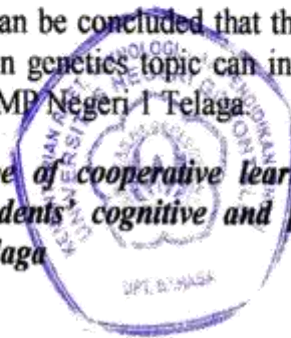 an be concluded that th
n genetics topic can in
MP Negeri 1 Telaga.
e of cooperative lear
dents' cognitive and
laga
UPT. BAHASA